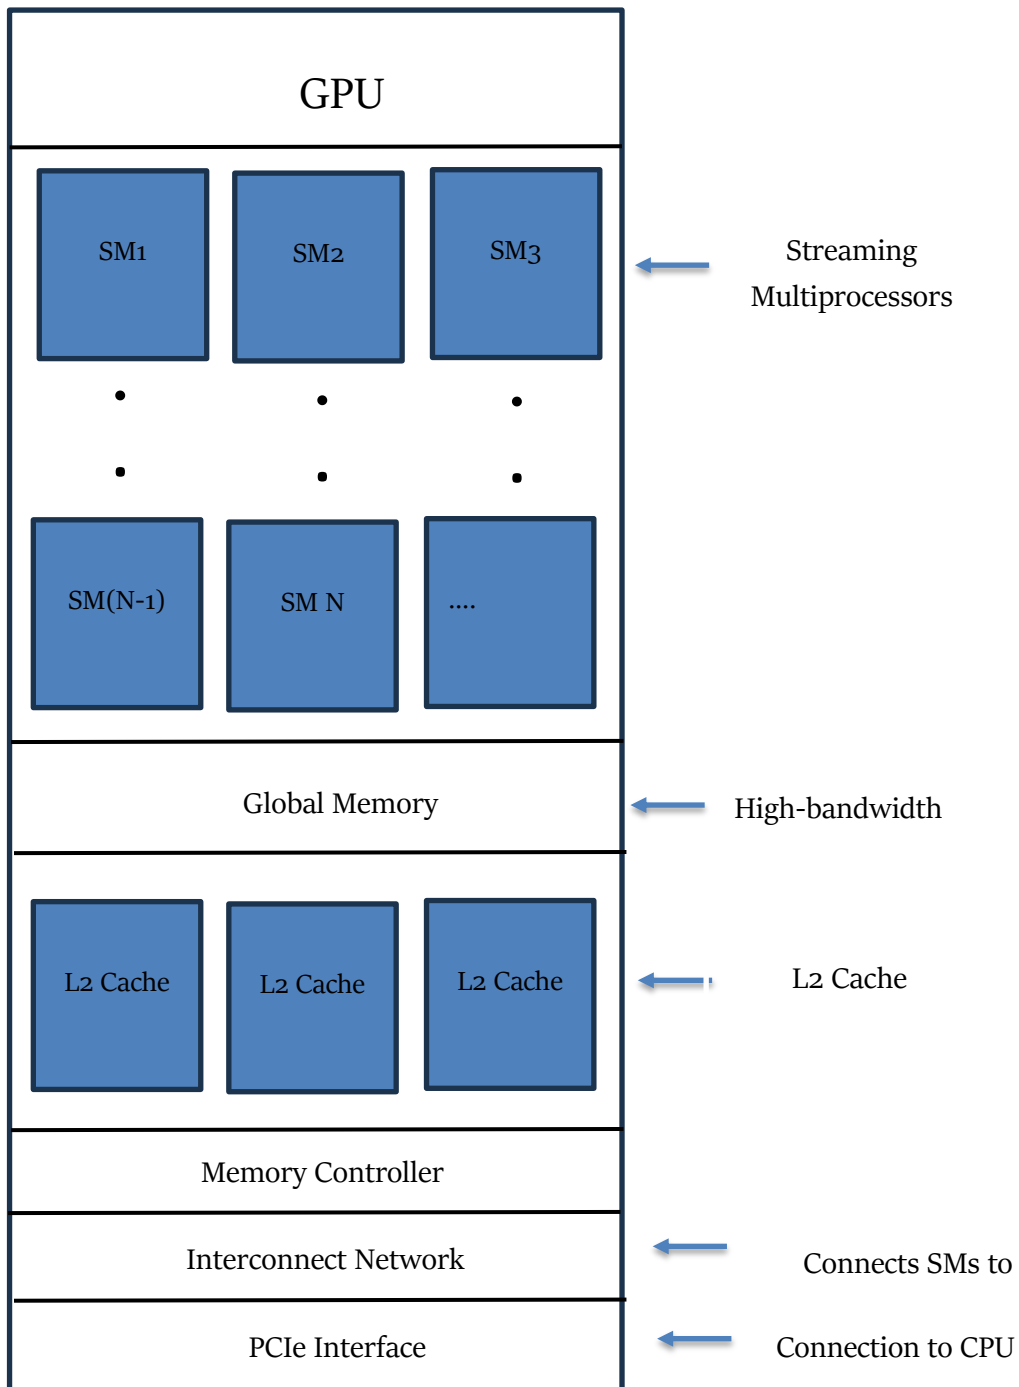 GPU
SM1
SM2
SM3
Streaming
Multiprocessors
SM(N-1)
SM N
....
Global Memory
High-bandwidth
L2 Cache
L2 Cache
L2 Cache
L2 Cache
Memory Controller
Interconnect Network
Connects SMs to
PCIe Interface
Connection to CPU